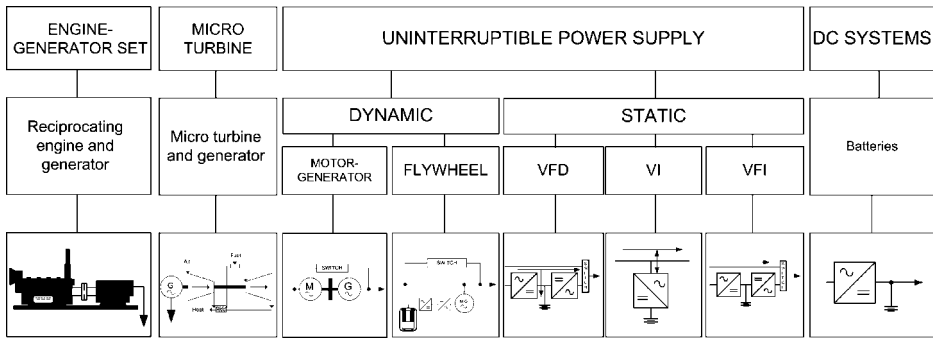 ENGINE-
GENERATOR SET
MICRO
TURBINE
UNINTERRUPTIBLE POWER SUPPLY
DC SYSTEMS
Reciprocating
engine and
generator
Micro turbine
and generator
DYNAMIC
STATIC
Batteries
MOTOR-
GENERATOR
FLYWHEEL
VFD
VI
VFI
Air
Fuel
G
Heat
SWITCH
M
G
SWITCH
MG